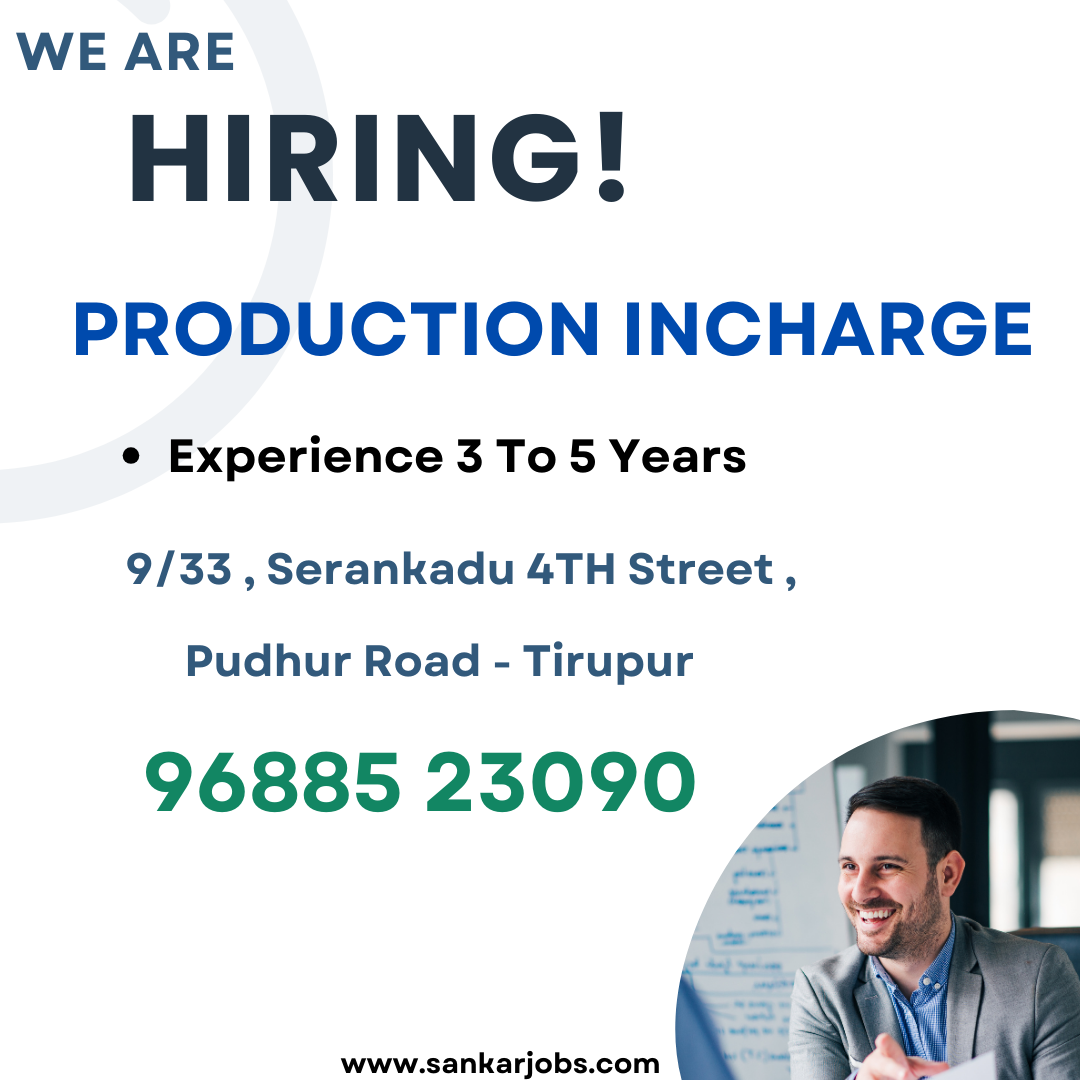 WE ARE
HIRING!
PRODUCTION INCHARGE
• Experience 3 To 5 Years
9/33 , Serankadu 4TH Street ,
Pudhur Road - Tirupur
96885 23090
www.sankarjobs.com